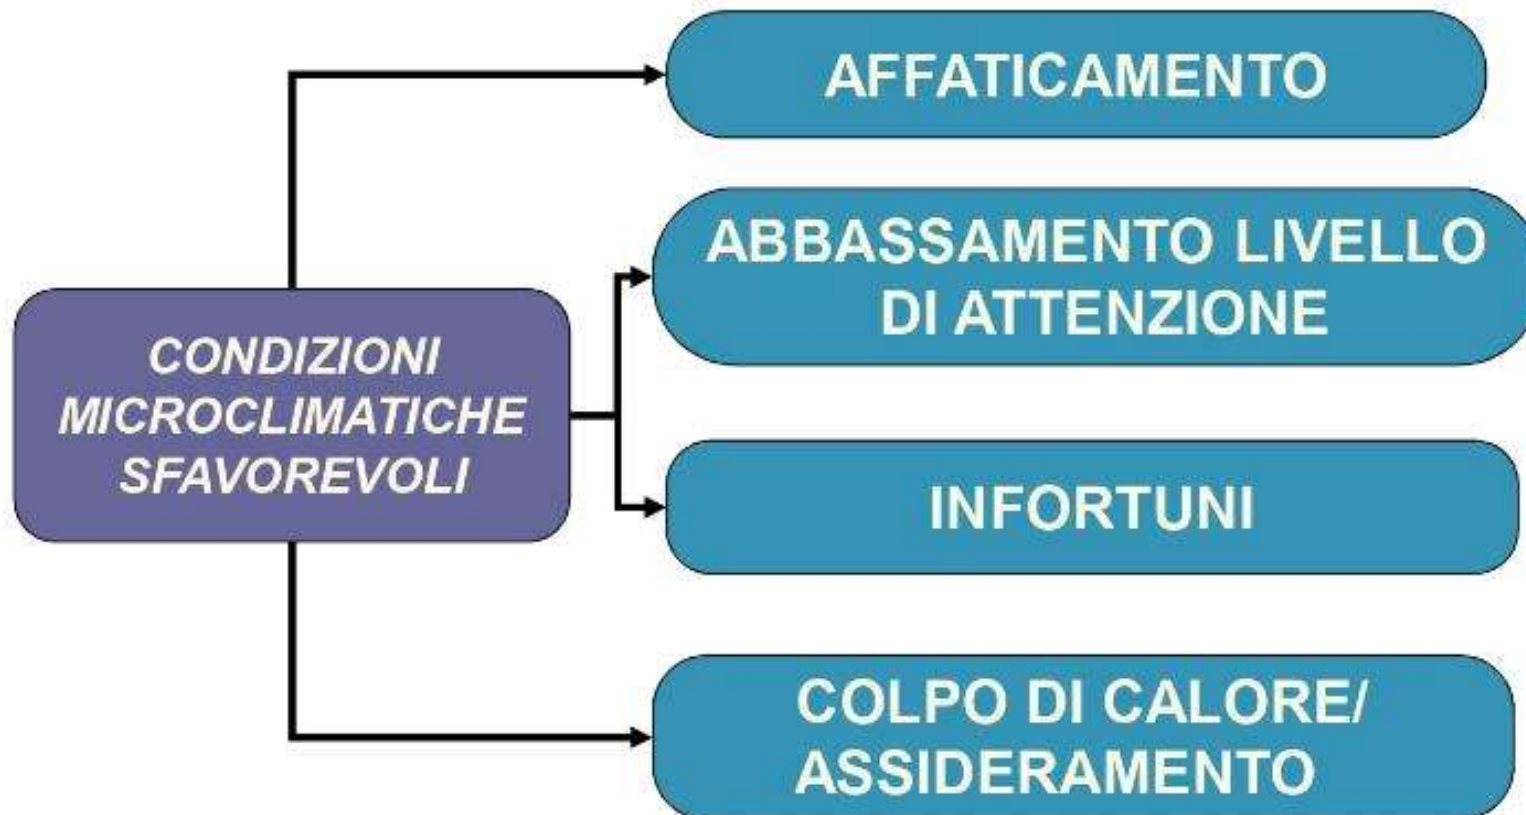 AFFATICAMENTO
ABBASSAMENTO LIVELLO
DI ATTENZIONE
CONDIZIONI
MICROCLIMATICHE
SFAVOREVOLI
INFORTUNI
COLPO DI CALORE/
ASSIDERAMENTO